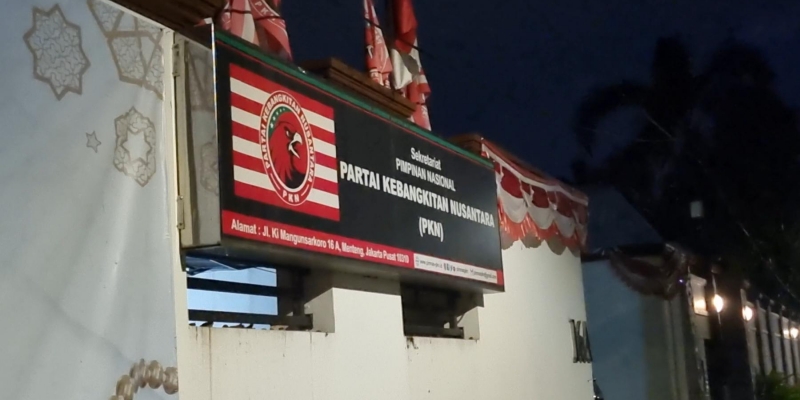 PARTAI KEBANGKITAN NUSANTARA
PKN
Sekretariat
PIMPINAN NASIONAL
PARTAI KEBANGKITAN NUSANTARA
(PKN)
Alamat : Jl. Ki Mangunsarkoro 16 A, Menteng, Jakarta Pusat 10310